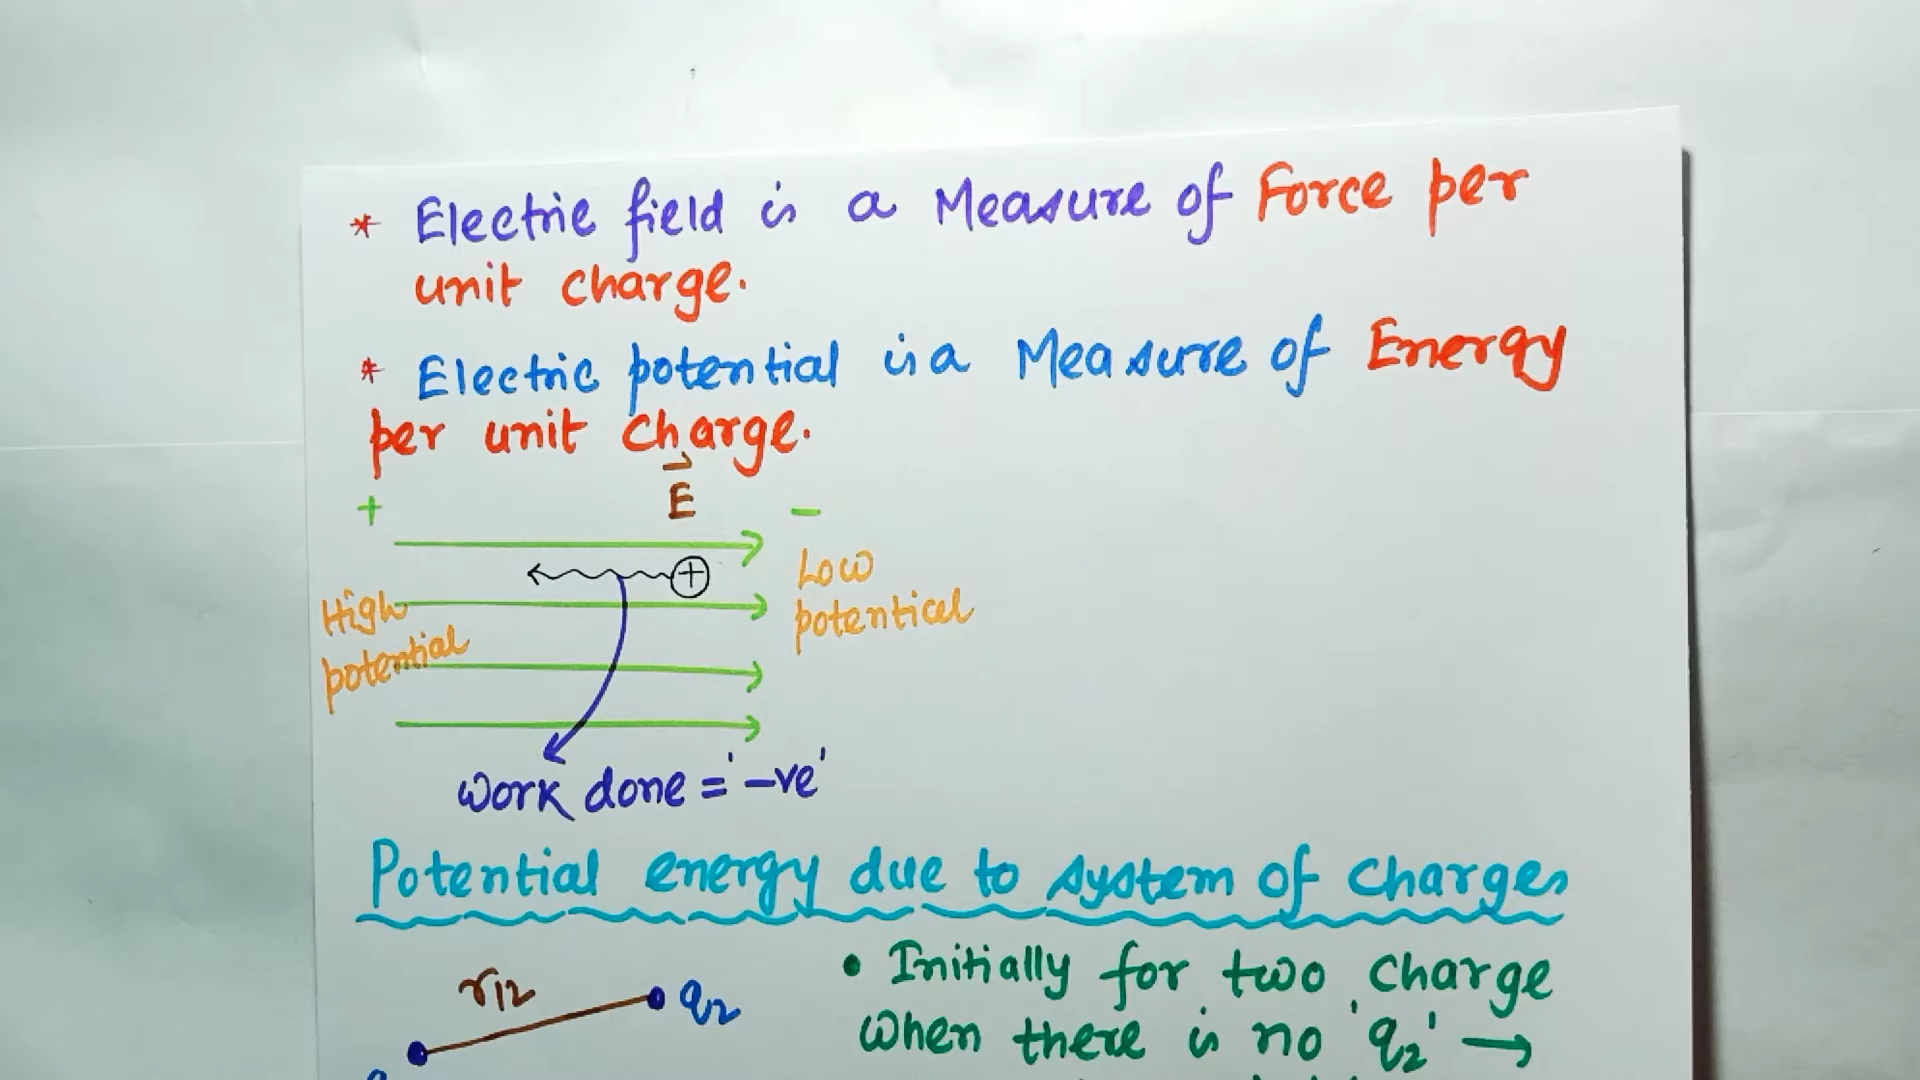 * Electric field is a Measure of Force per
unit charge.
* Electric potential is a Measure of Energy
per unit charge.
E
+ −
+
High
potential
Low
potential
Work done = '-ve'
Potential energy due to system of charges
r12
q2
• Initially for two charge
when there is no 'q2' →